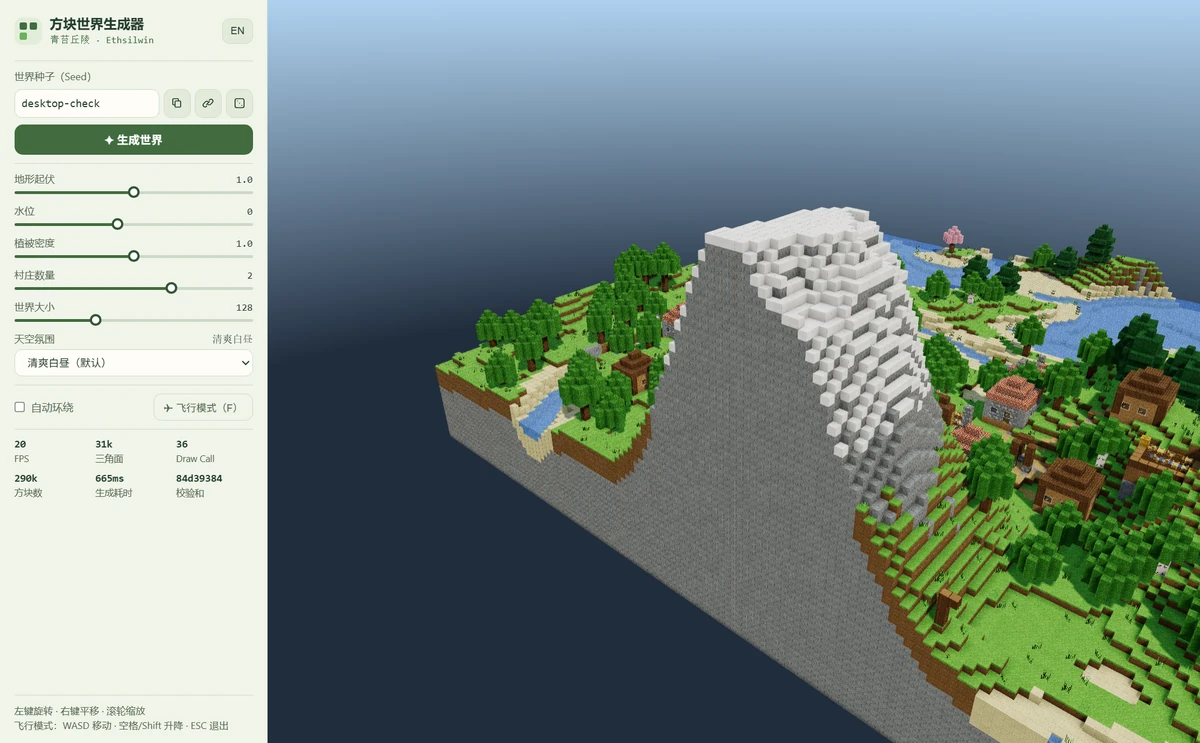 方块世界生成器
青苔丘陵 · Ethsilwin
EN
世界种子（Seed）
desktop-check
✦ 生成世界
地形起伏 1.0
水位 0
植被密度 1.0
村庄数量 2
世界大小 128
天空氛围 清爽白昼
清爽白昼（默认）
自动环绕
✈ 飞行模式（F）
20 31k 36
FPS 三角面 Draw Call
290k 665ms 84d39384
方块数 生成耗时 校验和
左键旋转 · 右键平移 · 滚轮缩放
飞行模式：WASD 移动 · 空格/Shift 升降 · ESC 退出